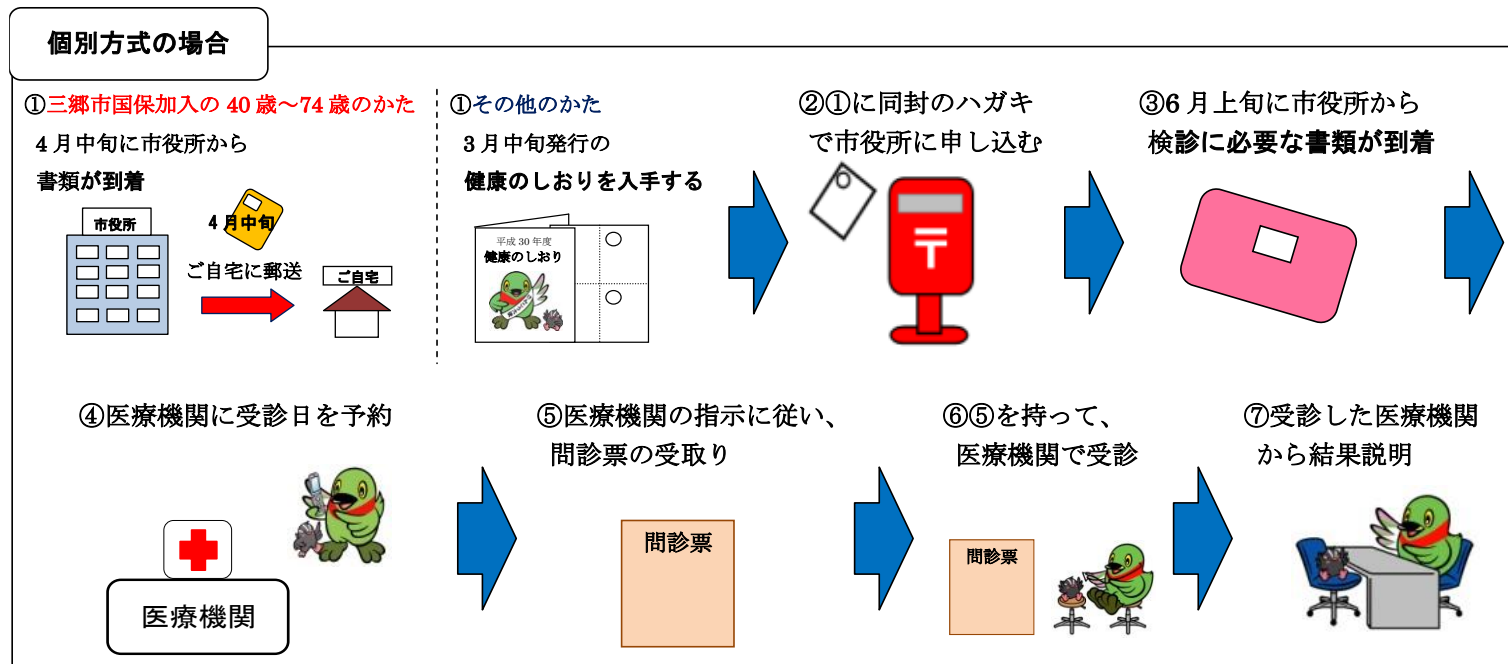 個別方式の場合
①三郷市国保加入の 40 歳～74 歳のかた
4 月中旬に市役所から
書類が到着
市役所
4 月中旬
ご自宅に郵送
ご自宅
①その他のかた
3 月中旬発行の
健康のしおりを入手する
平成 30 年度
健康のしおり
②①に同封のハガキ
で市役所に申し込む
〒
③6 月上旬に市役所から
検診に必要な書類が到着
④医療機関に受診日を予約
医療機関
⑤医療機関の指示に従い、
問診票の受取り
問診票
⑥⑤を持って、
医療機関で受診
問診票
⑦受診した医療機関
から結果説明